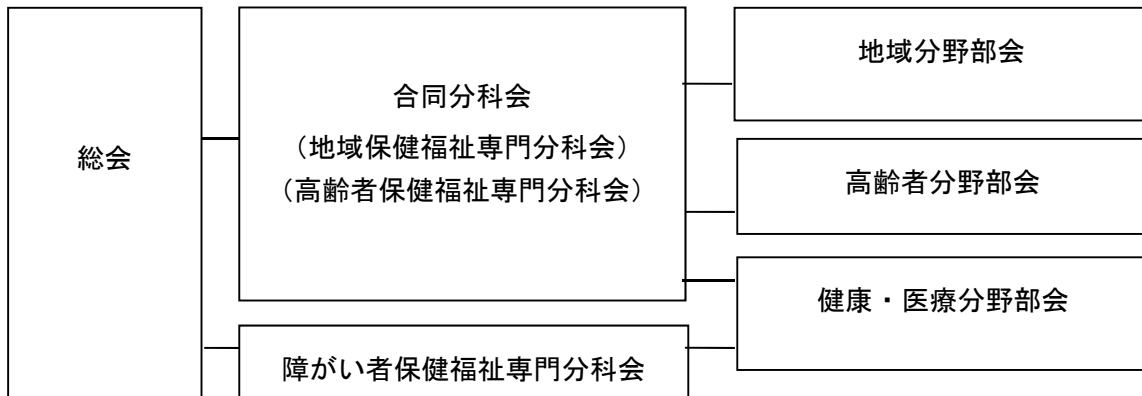 総会
合同分科会
（地域保健福祉専門分科会）
（高齢者保健福祉専門分科会）
障がい者保健福祉専門分科会
地域分野部会
高齢者分野部会
健康・医療分野部会